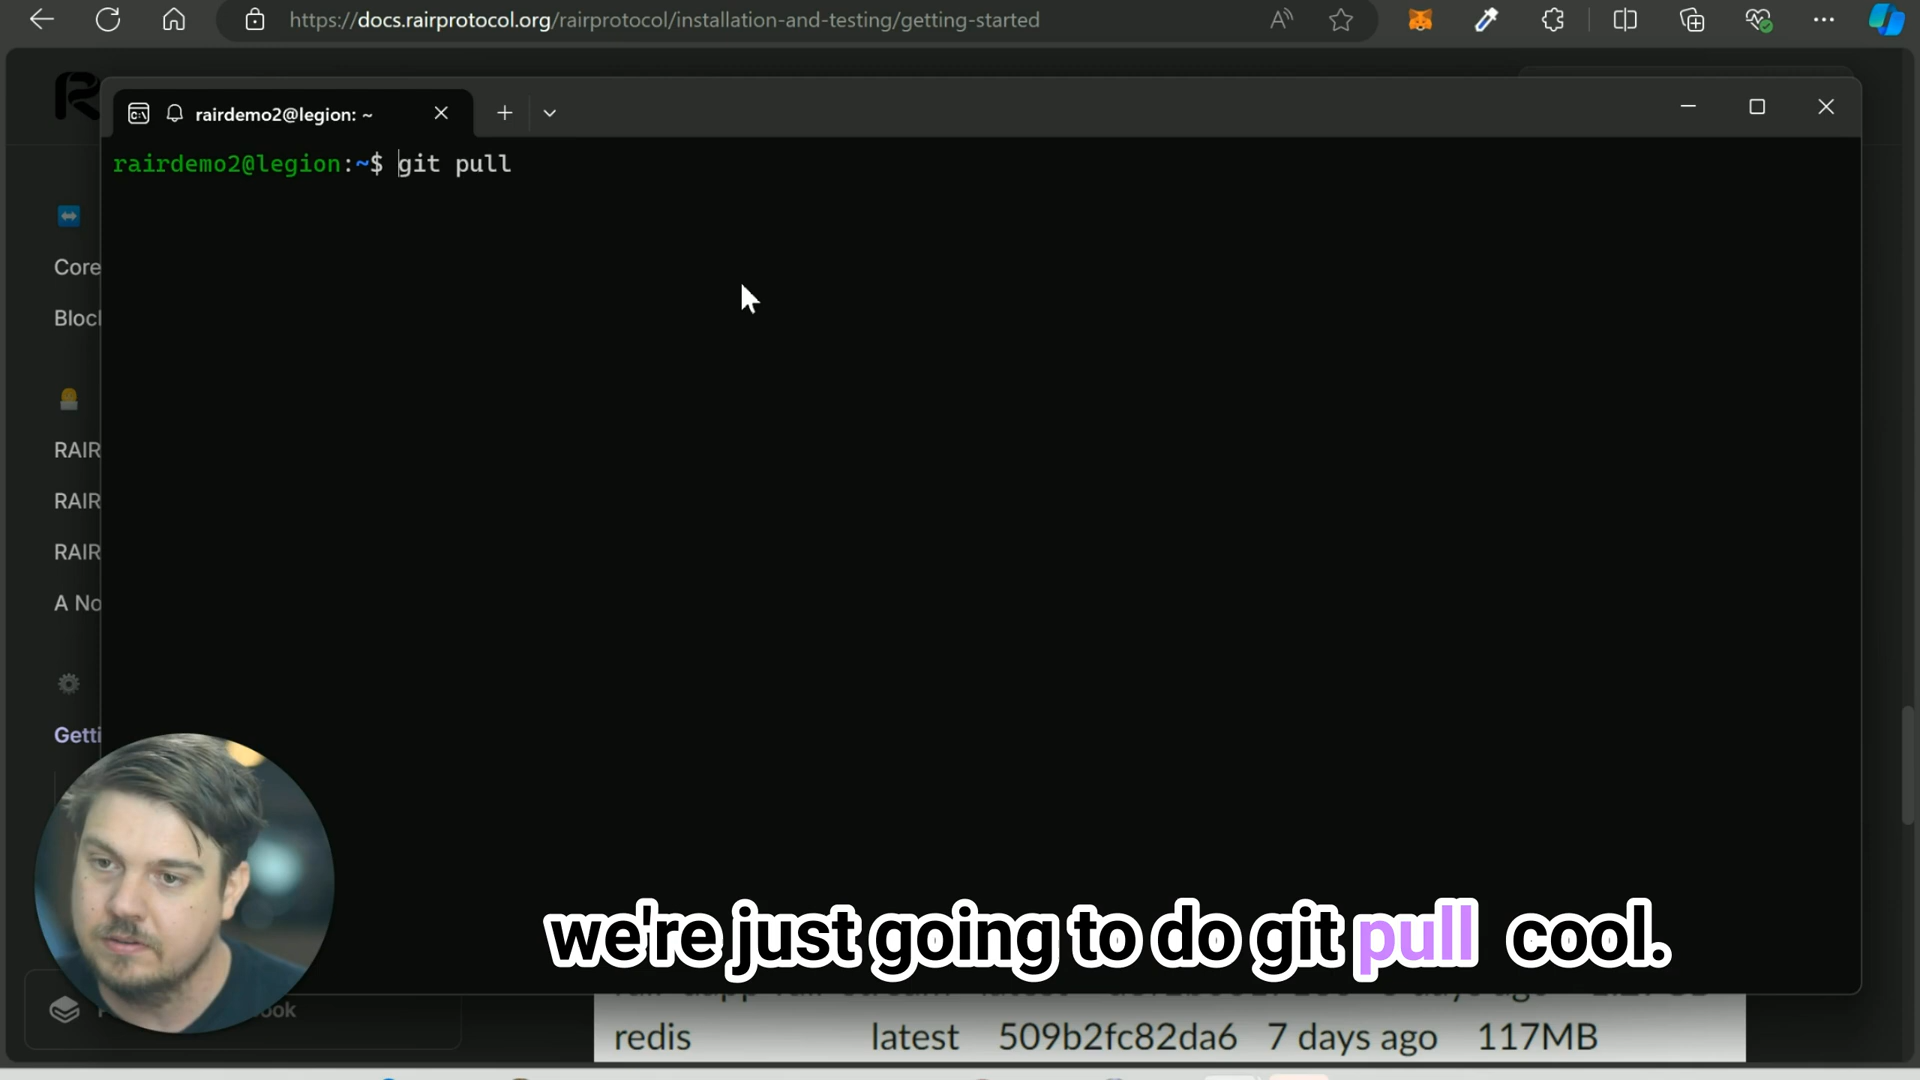 https://docs.rairprotocol.org/rairprotocol/installation-and-testing/getting-started
rairdemo2@legion: ~
rairdemo2@legion:~$ git pull
Core
Bloc
RAIR
RAIR
RAIR
A No
Getti
we're just going to do git pull cool.
ook
redis latest 509b2fc82da6 7 days ago 117MB